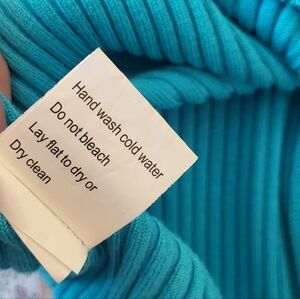 Hand wash cold water
Do not bleach
Lay flat to dry or
Dry clean